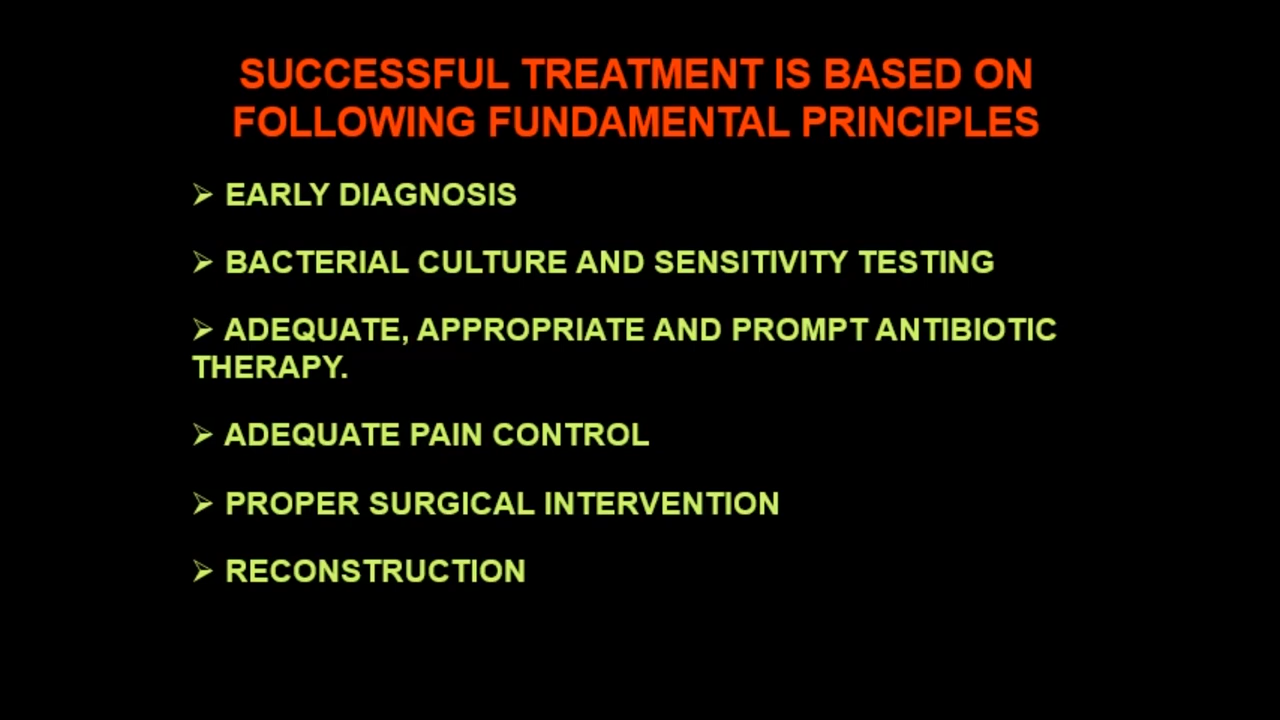 SUCCESSFUL TREATMENT IS BASED ON
FOLLOWING FUNDAMENTAL PRINCIPLES
➢ EARLY DIAGNOSIS
➢ BACTERIAL CULTURE AND SENSITIVITY TESTING
➢ ADEQUATE, APPROPRIATE AND PROMPT ANTIBIOTIC
THERAPY.
➢ ADEQUATE PAIN CONTROL
➢ PROPER SURGICAL INTERVENTION
➢ RECONSTRUCTION